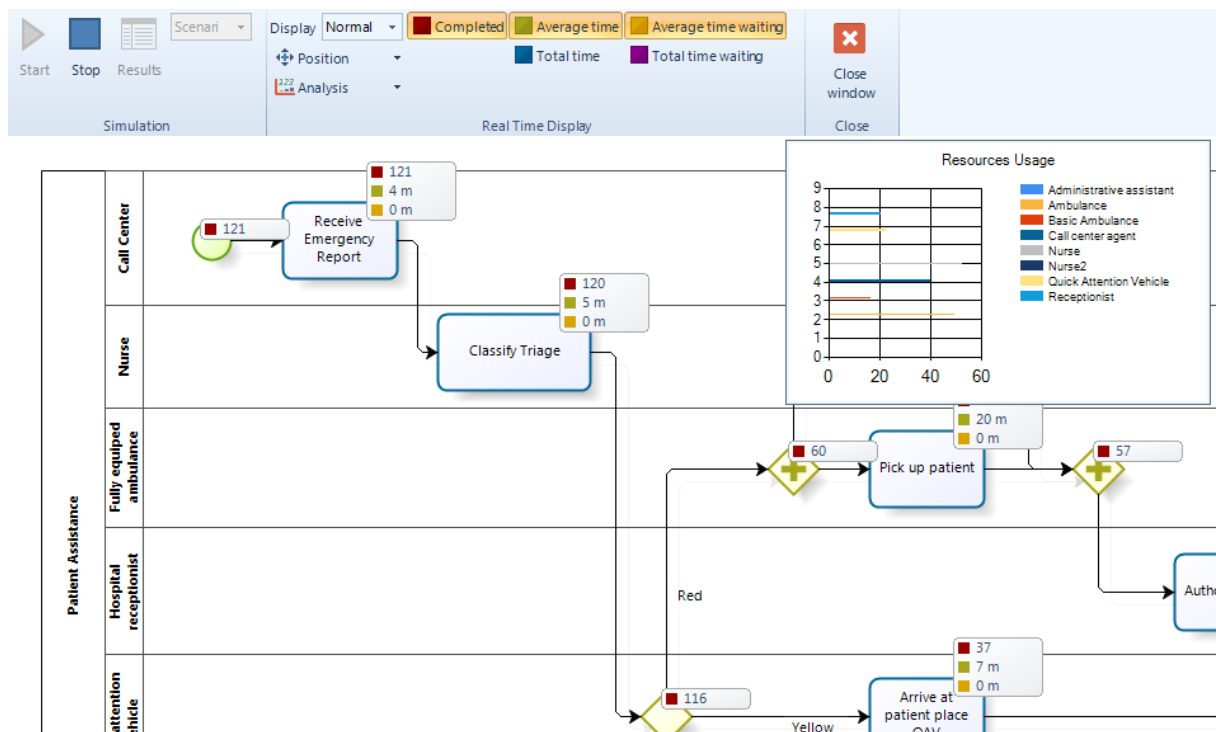 Start
Stop
Results
Scenari
Simulation
Display Normal
Position
Analysis
Completed
Average time
Average time waiting
Total time
Total time waiting
Real Time Display
Close
window
Close
Resources Usage
9
8
7
6
5
4
3
2
1
0
0 20 40 60
Administrative assistant
Ambulance
Basic Ambulance
Call center agent
Nurse
Nurse2
Quick Attention Vehicle
Receptionist
Patient Assistance
Call Center
121
Receive
Emergency
Report
121
4 m
0 m
Nurse
Classify Triage
120
5 m
0 m
Fully equiped
ambulance
60
Pick up patient
20 m
0 m
57
Hospital
receptionist
Red
Autho
attention
ehicle
116
Yellow
Arrive at
patient place
QAV
37
7 m
0 m